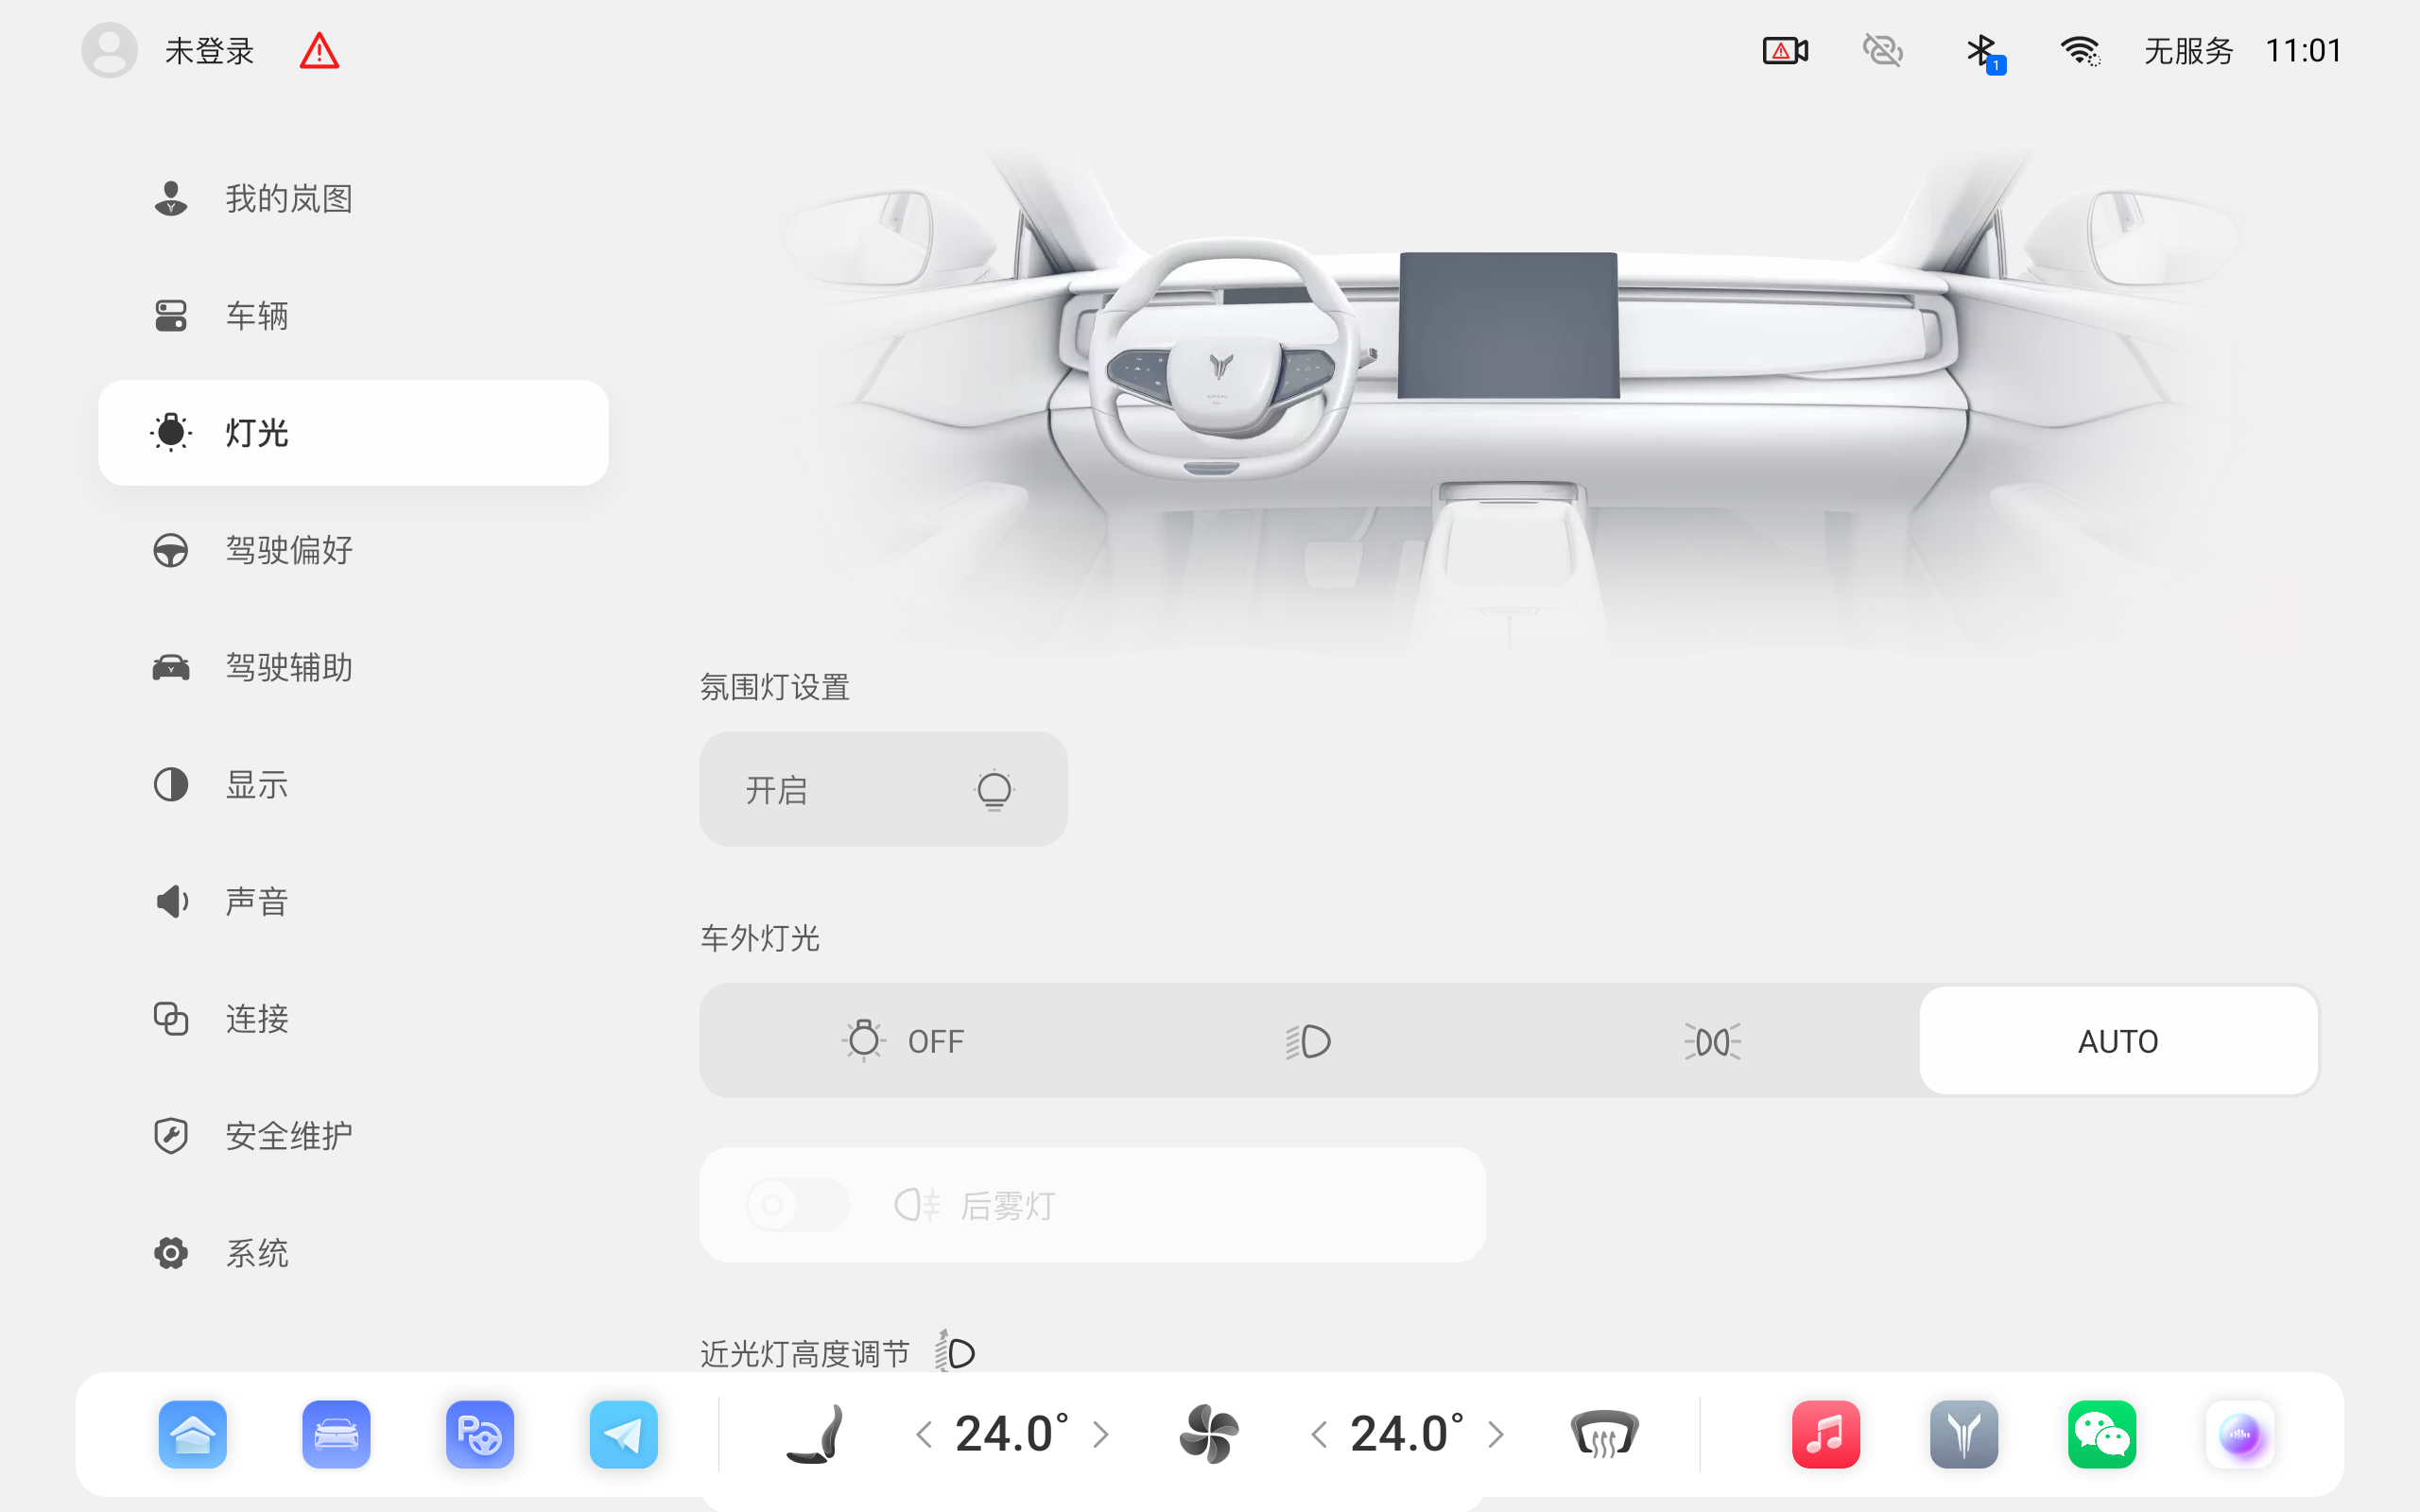 未登录
1
无服务 11:01
我的岚图
车辆
灯光
驾驶偏好
驾驶辅助
显示
声音
连接
安全维护
系统
氛围灯设置
开启
车外灯光
OFF
AUTO
后雾灯
近光灯高度调节
24.0°
24.0°